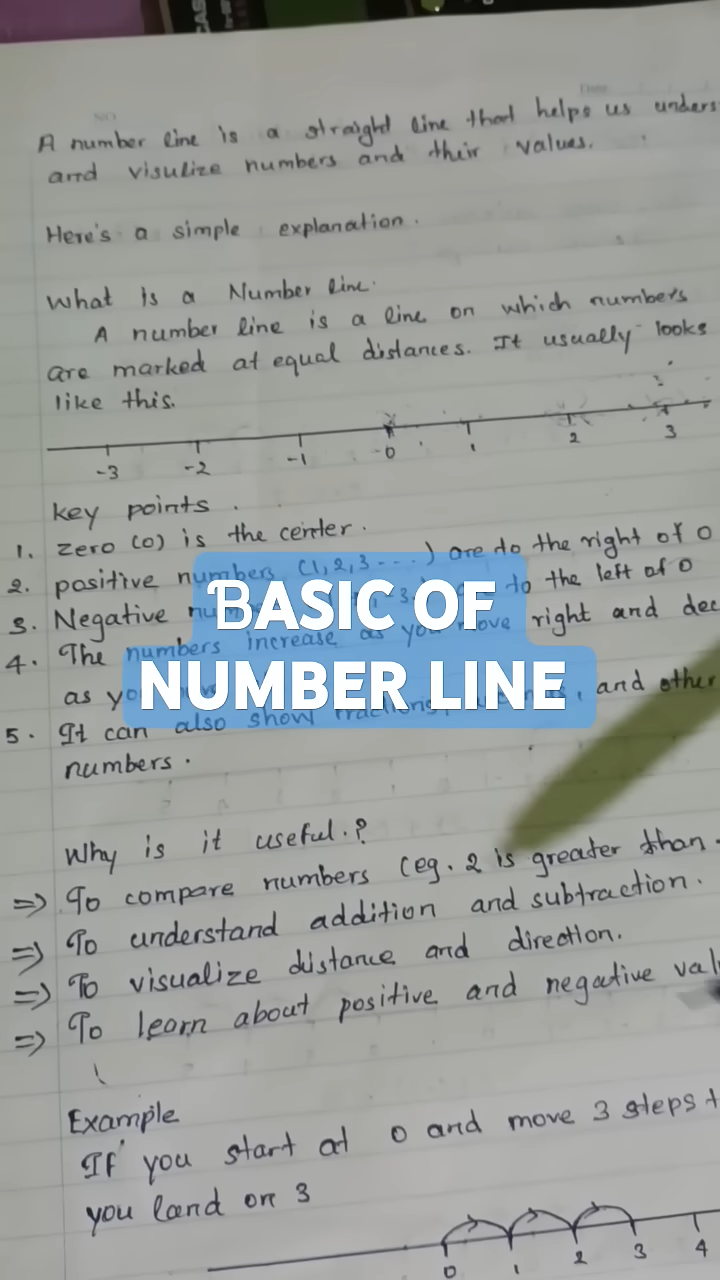 A number line is a straight line that helps us unders
and visulize numbers and their values.
Here's a simple explanation.
What is a Number line.
A number line is a line on which numbers
are marked at equal distances. It usually looks
like this.
-3 -2 -1 0 1 2 3
key points.
1. zero (0) is the center.
2. positive numbers (1, 2, 3 ...) are to the right of 0
3. Negative to the left of 0
BASIC OF
4. The numbers increase as you move right and dec
NUMBER LINE
as you
5. It can also show and other
numbers.
Why is it useful.?
=> To compare numbers (eg. 2 is greater than
=> To understand addition and subtraction.
=> To visualize distance and direction.
=> To learn about positive and negative val
Example
If you start at 0 and move 3 steps t
you land on 3
0 1 2 3 4